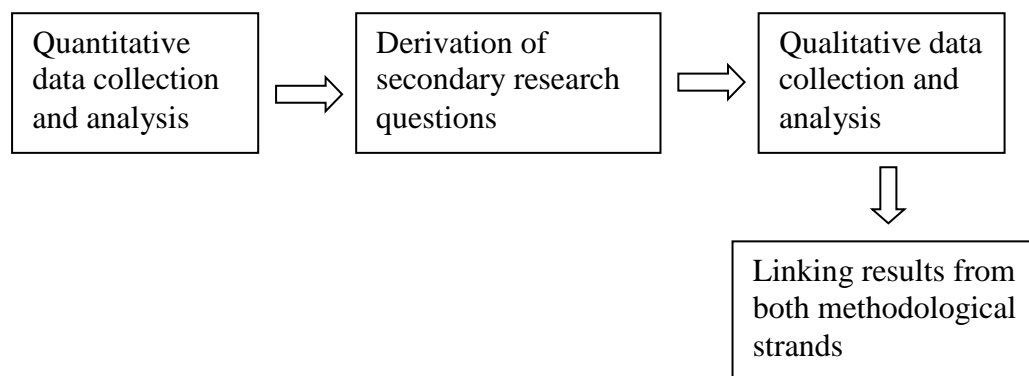 Quantitative
data collection
and analysis
Derivation of
secondary research
questions
Qualitative data
collection and
analysis
Linking results from
both methodological
strands